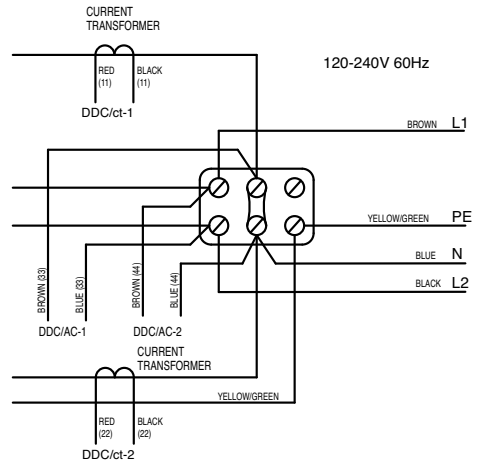 CURRENT
TRANSFORMER
RED
(11)
BLACK
(11)
DDC/ct-1
120-240V 60Hz
BROWN L1
YELLOW/GREEN PE
BLUE N
BLACK L2
BROWN (33)
BLUE (33)
BROWN (44)
BLUE (44)
DDC/AC-1
DDC/AC-2
CURRENT
TRANSFORMER
YELLOW/GREEN
RED
(22)
BLACK
(22)
DDC/ct-2